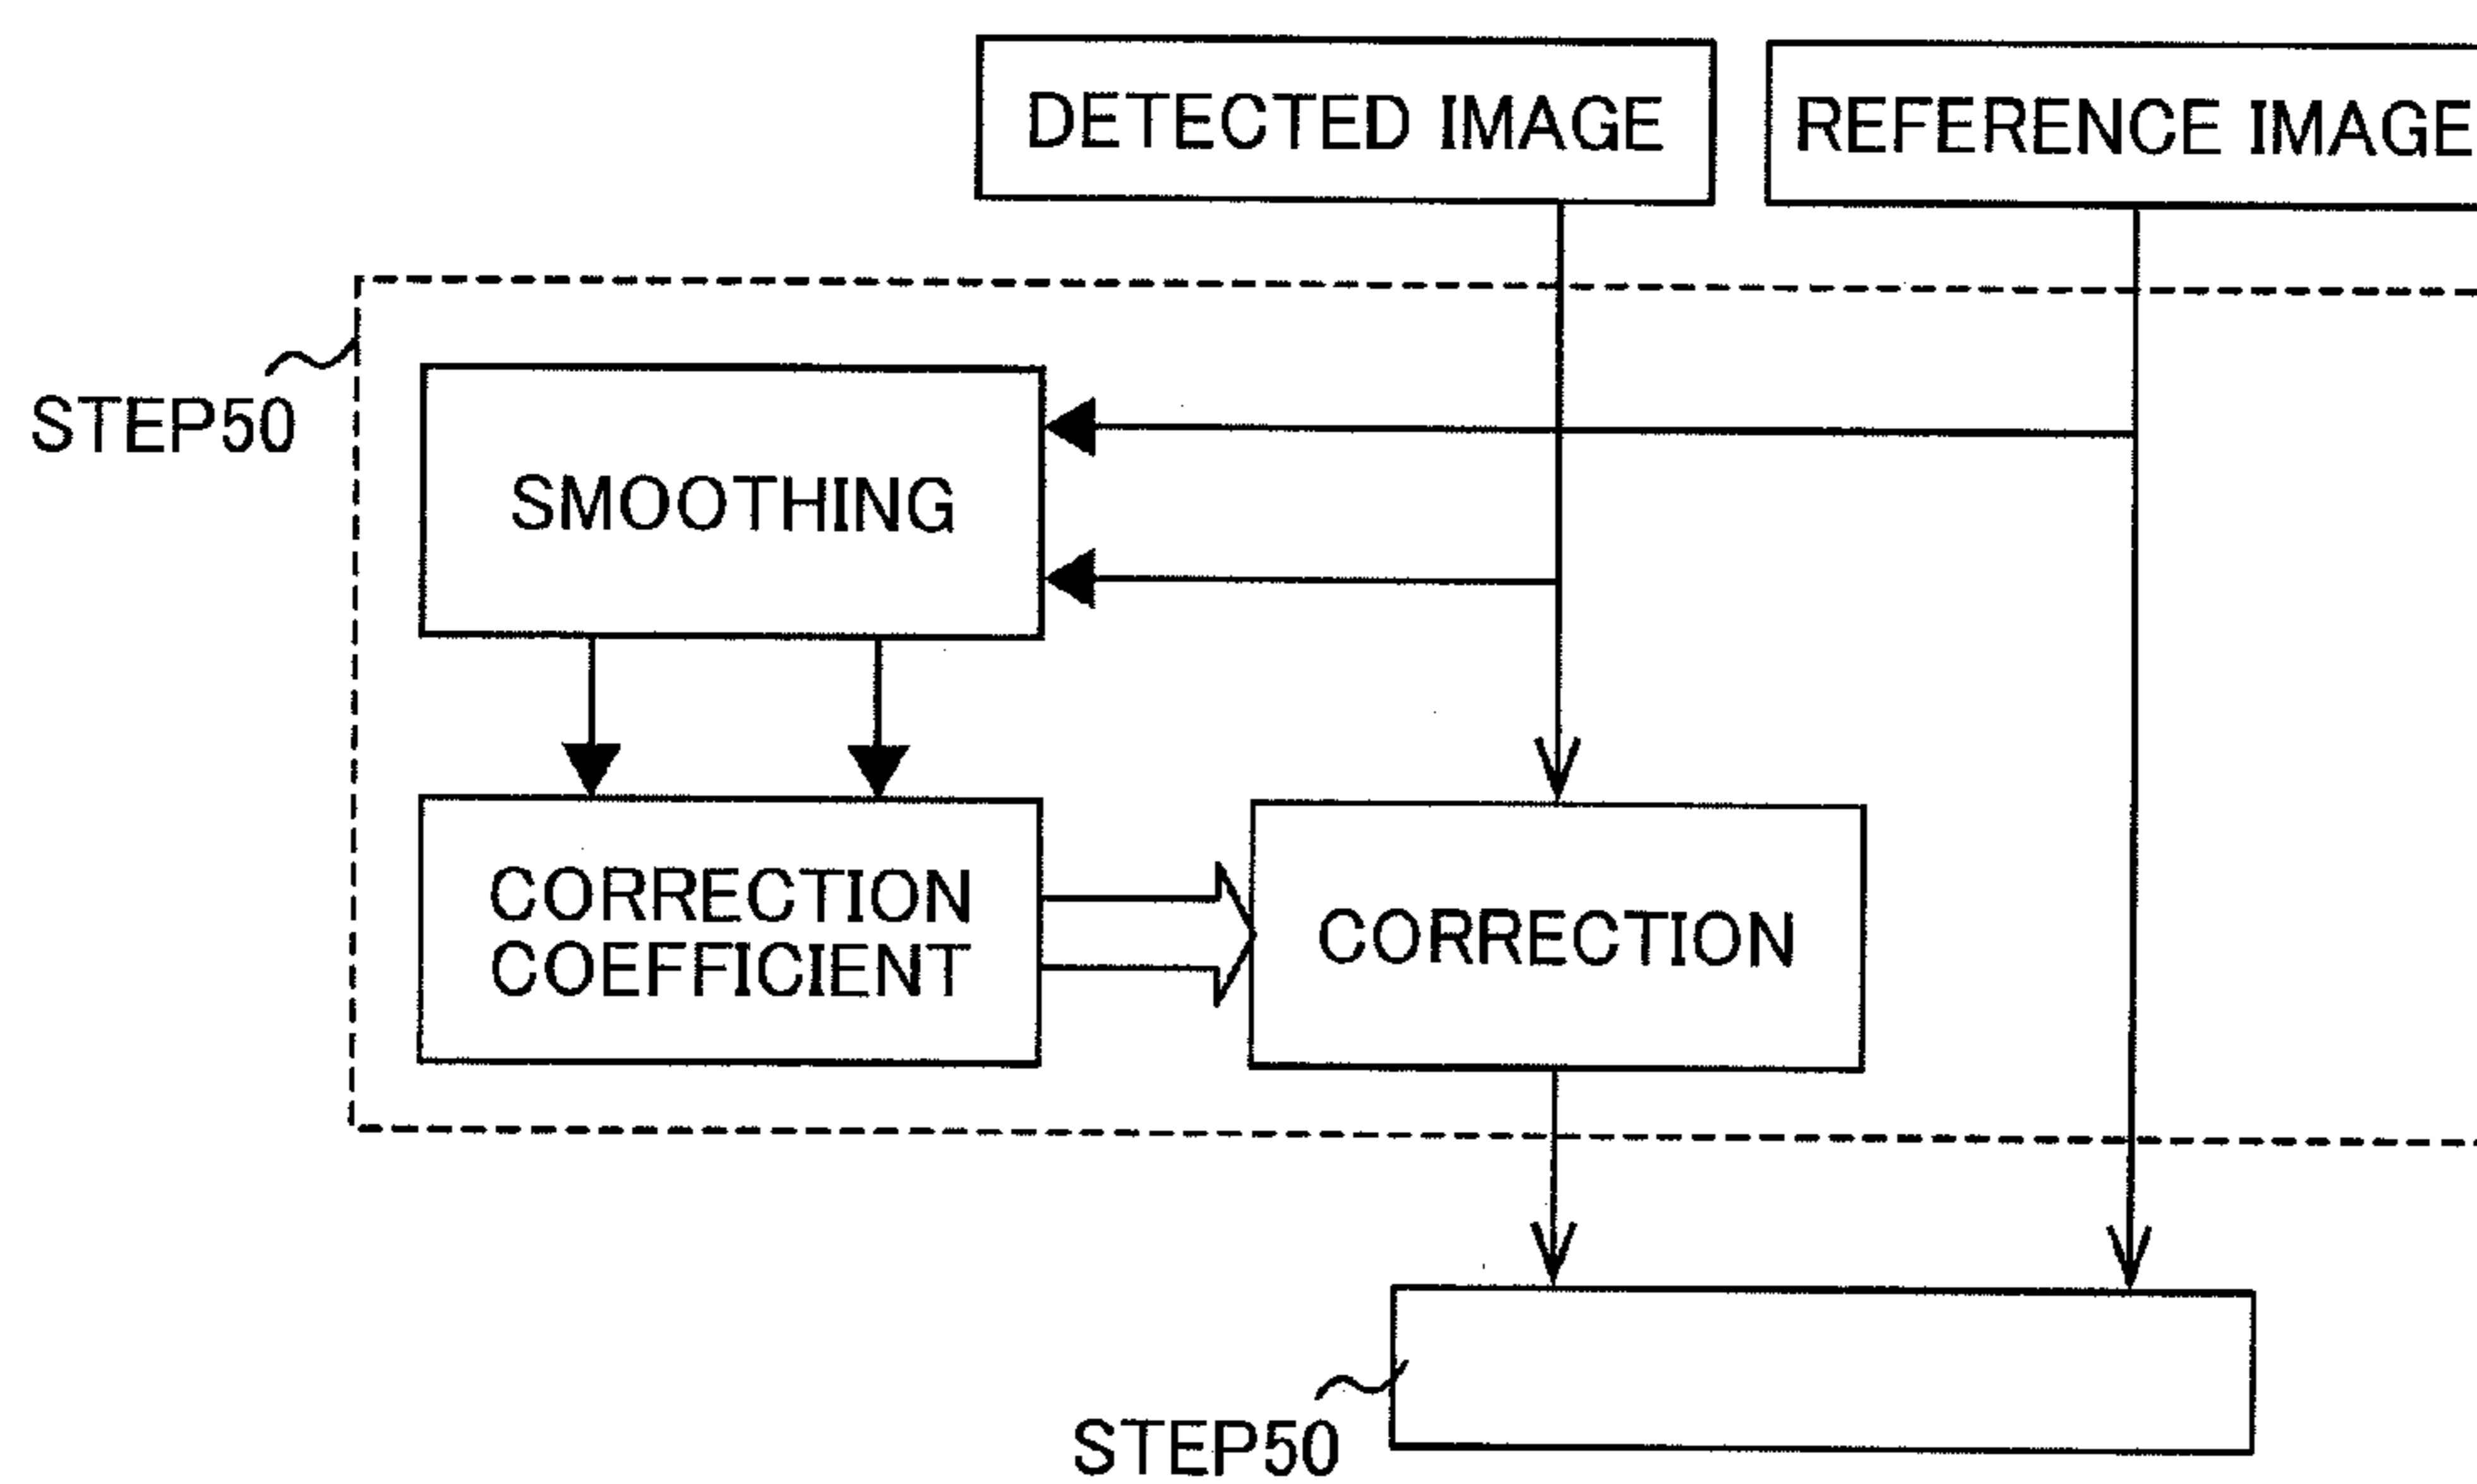 DETECTED IMAGE
REFERENCE IMAGE
STEP50
SMOOTHING
CORRECTION
COEFFICIENT
CORRECTION
STEP50